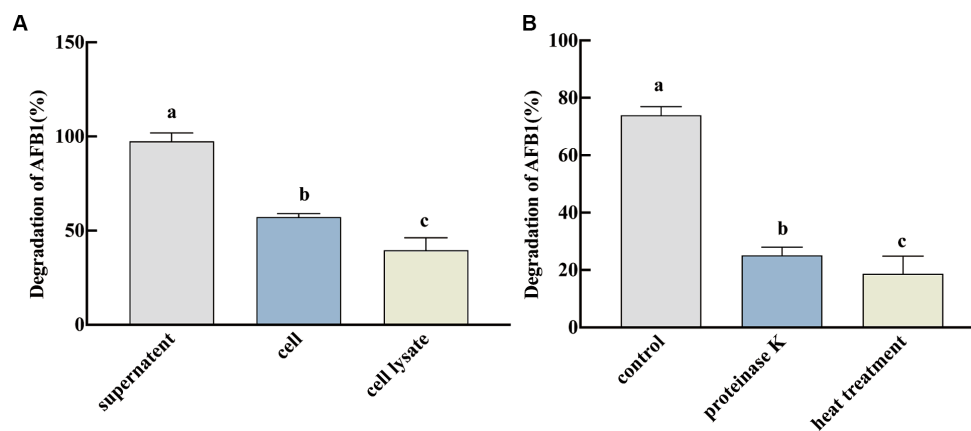 A
Degradation of AFB1(%)
150
100
50
0
a
b
c
supernatent
cell
cell lysate
B
Degradation of AFB1(%)
100
80
60
40
20
0
a
b
c
control
proteinase K
heat treatment